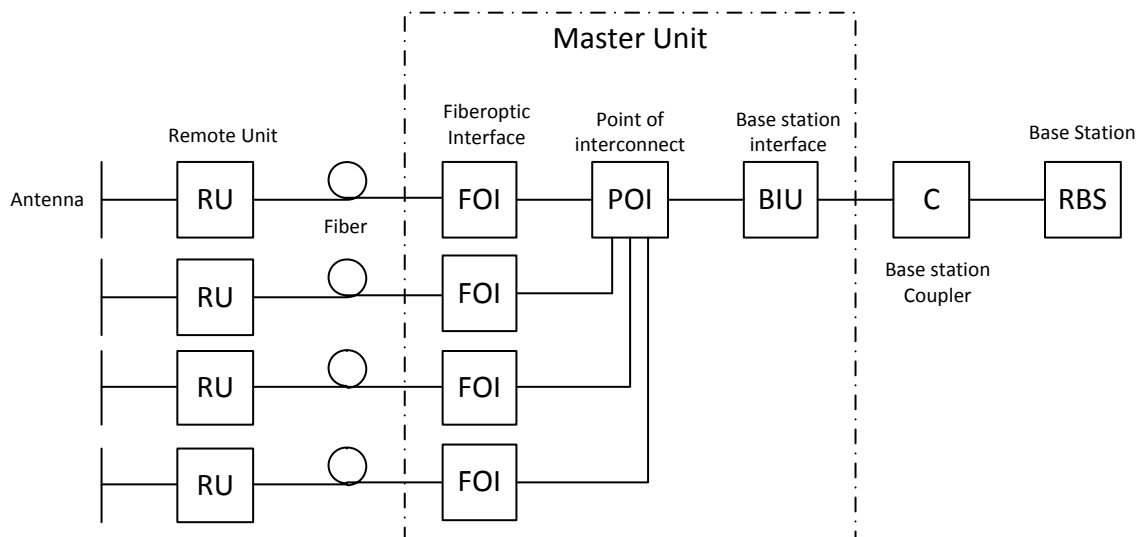 Master Unit
Fiberoptic
Interface
Point of
interconnect
Base station
interface
Remote Unit
Base Station
Antenna
RU
FOI
POI
BIU
C
RBS
Fiber
Base station
Coupler
RU
FOI
RU
FOI
RU
FOI